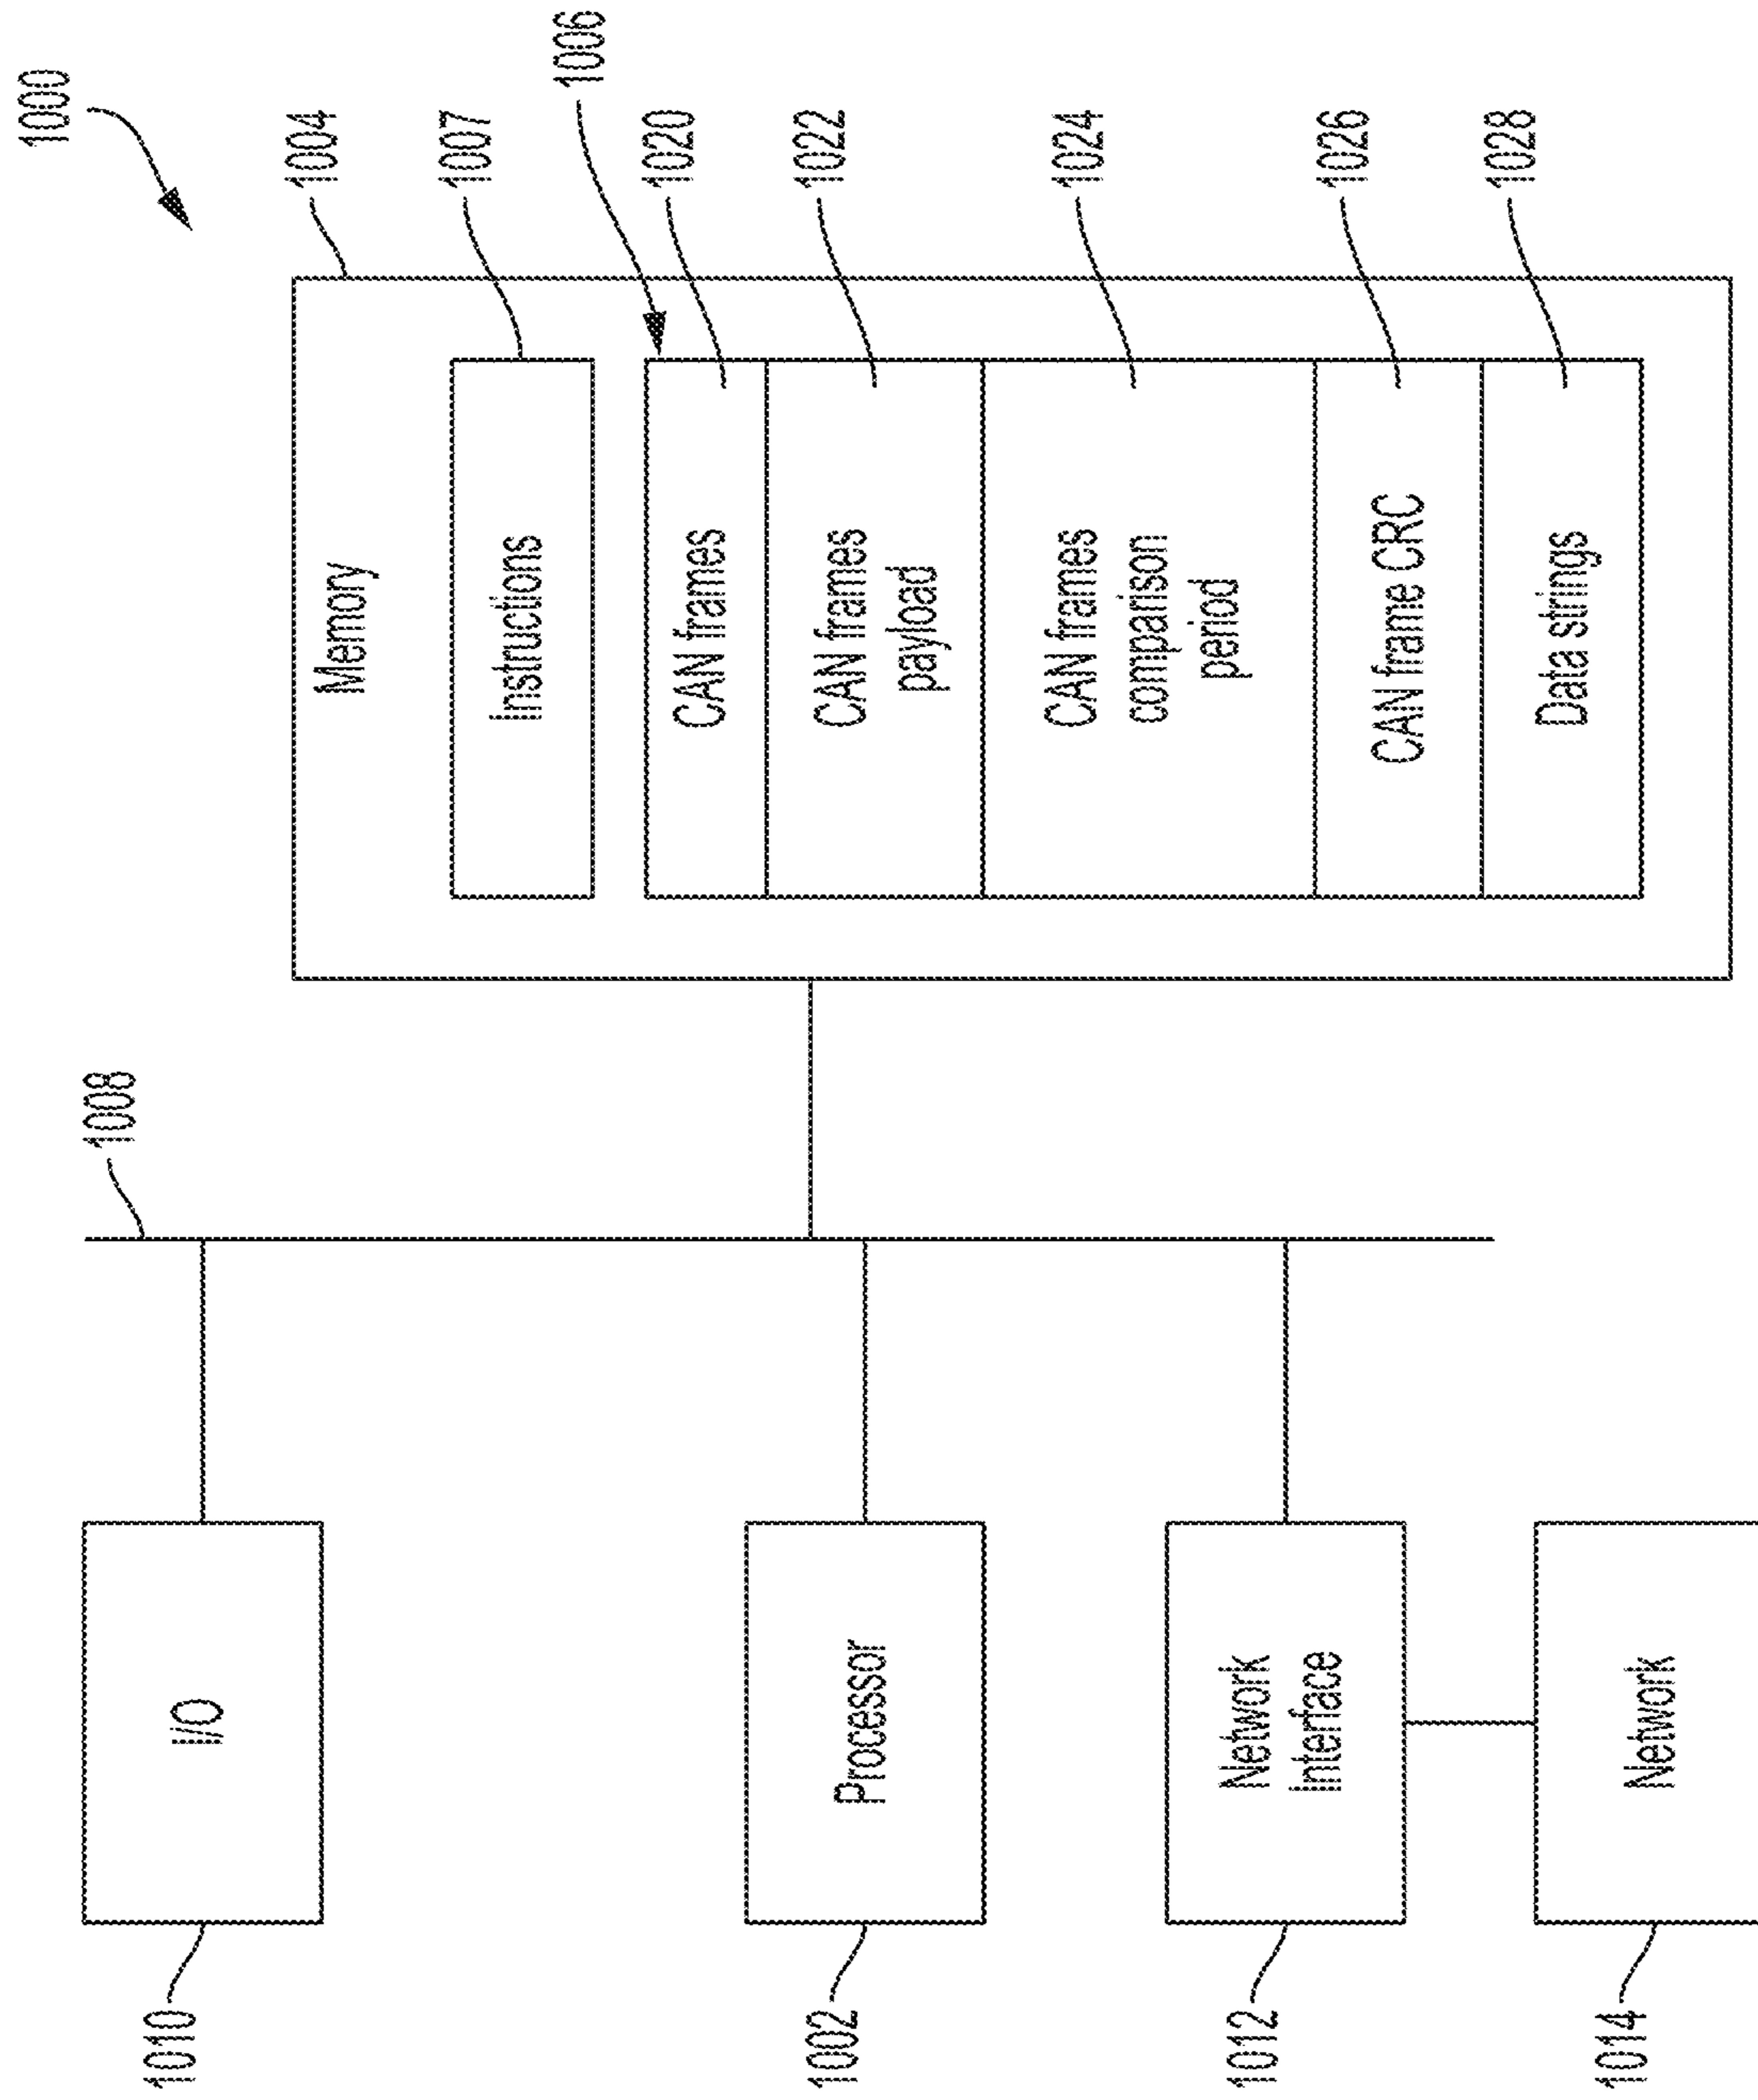 1000
1004
1007
1006
1020
1022
1024
1026
1028
Memory
Instructions
CAN frames
CAN frames
payload
CAN frames
comparison
period
CAN frame CRC
Data strings
1008
I/O
Processor
Network
Interface
Network
1010
1002
1012
1014